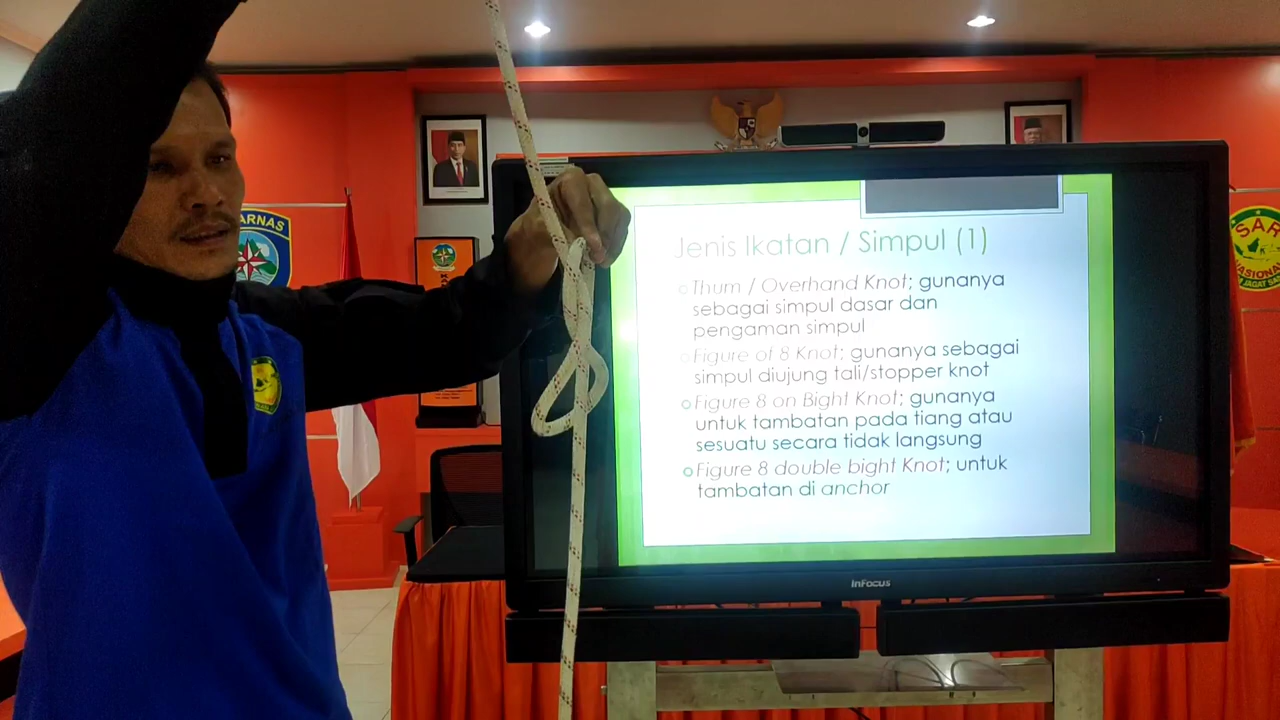 ARNAS
Jenis Ikatan / Simpul (1)
Thum / Overhand Knot; gunanya
sebagai simpul dasar dan
pengaman simpul
Figure of 8 Knot; gunanya sebagai
simpul diujung tali/stopper knot
Figure 8 on Bight Knot; gunanya
untuk tambatan pada tiang atau
sesuatu secara tidak langsung
Figure 8 double bight Knot; untuk
tambatan di anchor
InFocus
SAR
NASIONAL